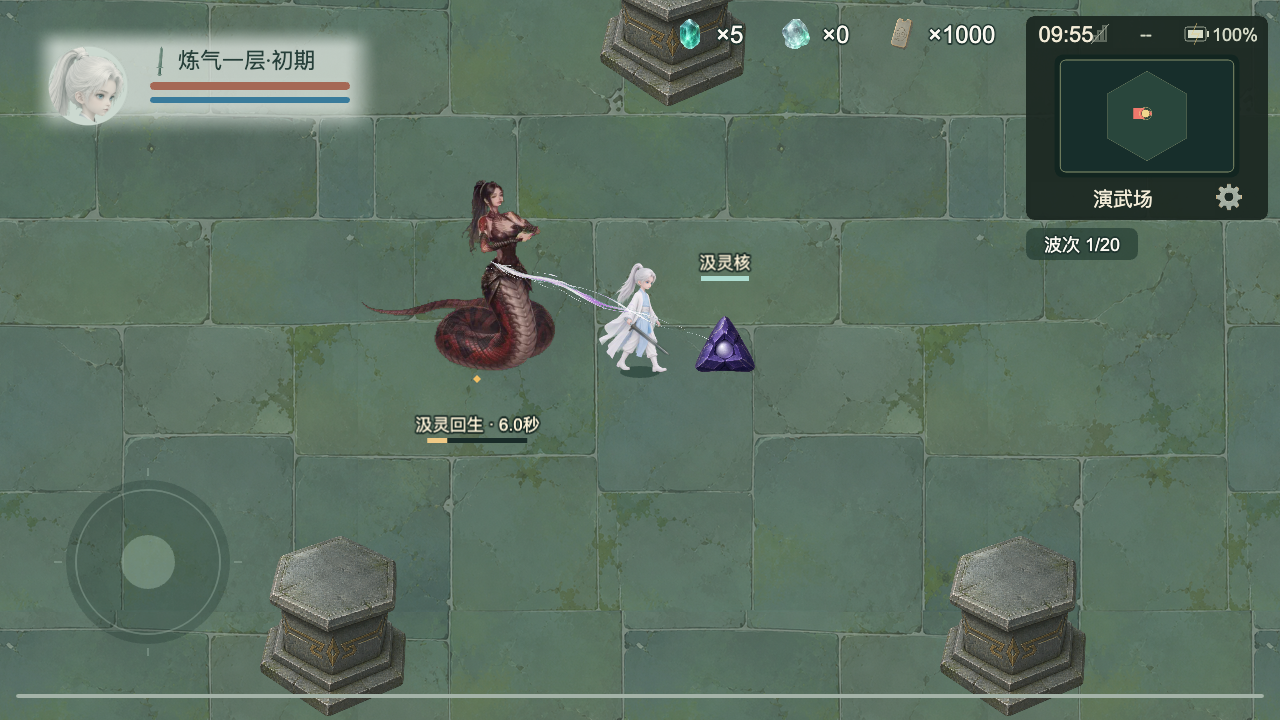 炼气一层·初期
×5
×0
×1000
09:55
--
100%
演武场
波次 1/20
汲灵核
汲灵回生 · 6.0秒